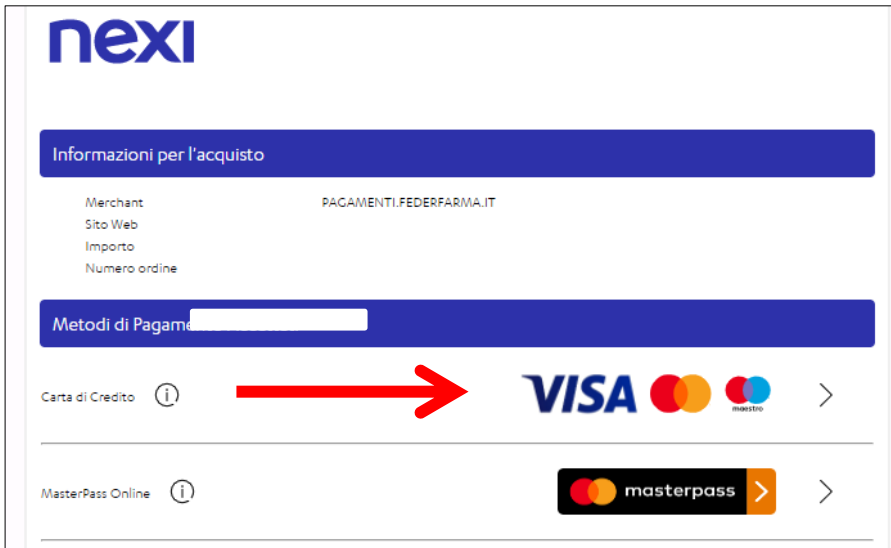 nexi
Informazioni per l'acquisto
Merchant PAGAMENTI.FEDERFARMA.IT
Sito Web
Importo
Numero ordine
Metodi di
Carta di Credito i VISA maestro
MasterPass Online i masterpass